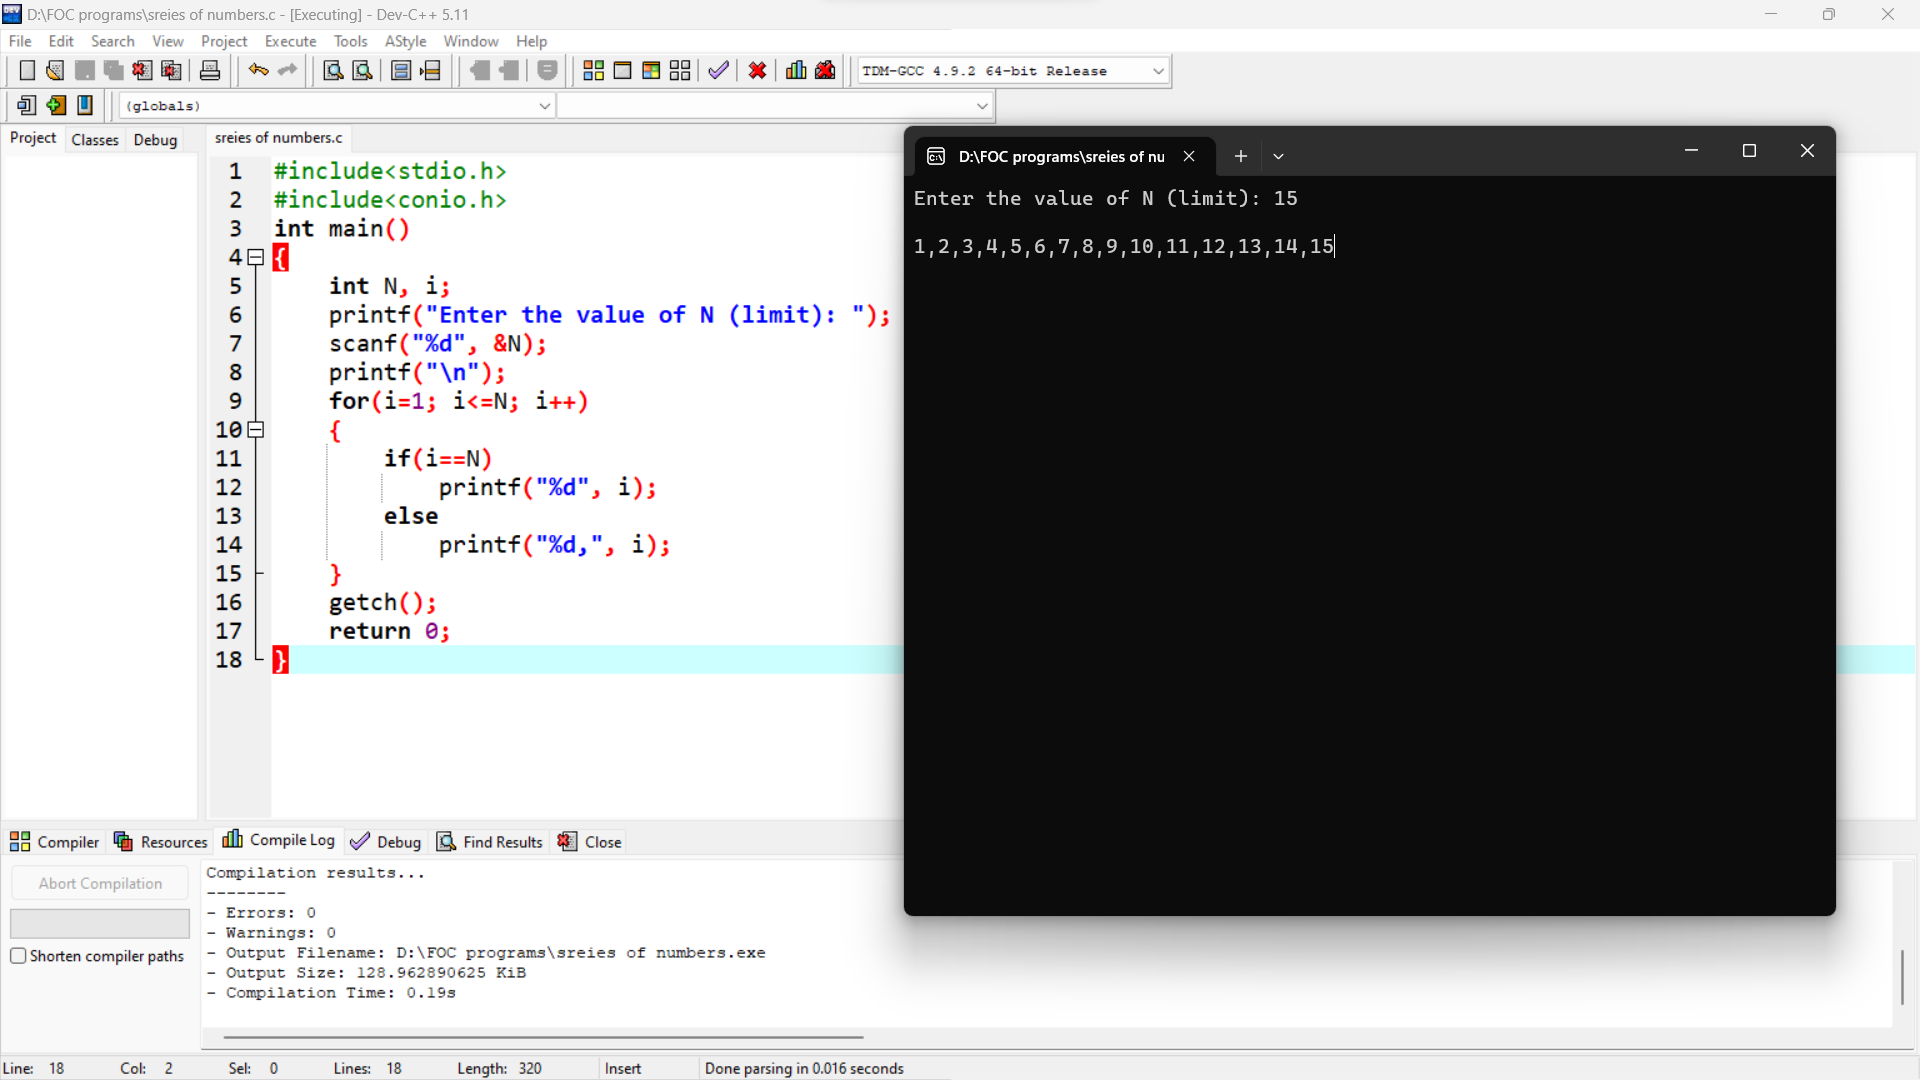 D:\FOC programs\sreies of numbers.c - [Executing] - Dev-C++ 5.11
File Edit Search View Project Execute Tools AStyle Window Help
TDM-GCC 4.9.2 64-bit Release
(globals)
Project Classes Debug
sreies of numbers.c
1 #include<stdio.h>
2 #include<conio.h>
3 int main()
4 {
5 int N, i;
6 printf("Enter the value of N (limit): ");
7 scanf("%d", &N);
8 printf("\n");
9 for(i=1; i<=N; i++)
10 {
11 if(i==N)
12 printf("%d", i);
13 else
14 printf("%d,", i);
15 }
16 getch();
17 return 0;
18 }
D:\FOC programs\sreies of nu
Enter the value of N (limit): 15
1,2,3,4,5,6,7,8,9,10,11,12,13,14,15
Compiler Resources Compile Log Debug Find Results Close
Abort Compilation
Shorten compiler paths
Compilation results...
--------
- Errors: 0
- Warnings: 0
- Output Filename: D:\FOC programs\sreies of numbers.exe
- Output Size: 128.962890625 KiB
- Compilation Time: 0.19s
Line: 18 Col: 2 Sel: 0 Lines: 18 Length: 320 Insert Done parsing in 0.016 seconds